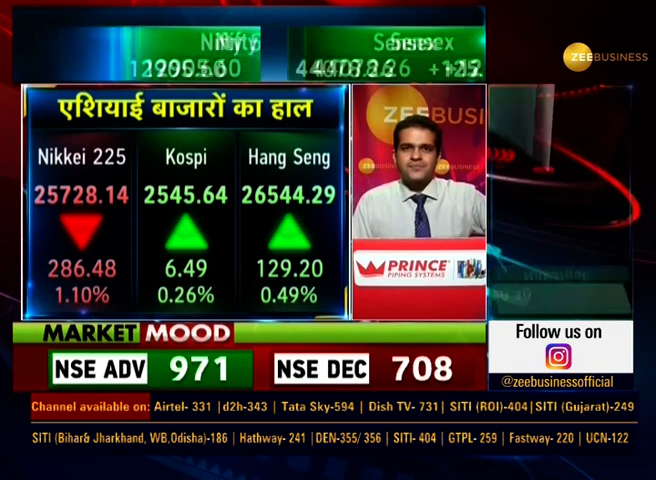 ZEEBUSINESS
एशियाई बाजारों का हाल
Nikkei 225 Kospi Hang Seng
25728.14 2545.64 26544.29
286.48 6.49 129.20
1.10% 0.26% 0.49%
ZEEBUSI
ZEEBUSINESS
PRINCE
PIPING SYSTEMS
MARKET MOOD
NSE ADV 971 NSE DEC 708
Follow us on
@zeebusinessofficial
Channel available on: Airtel- 331 |d2h-343 | Tata Sky-594 | Dish TV- 731| SITI (ROI)-404|SITI (Gujarat)-249
SITI (Bihar& Jharkhand, WB,Odisha)-186 | Hathway- 241 |DEN-355/ 356 | SITI- 404 | GTPL- 259 | Fastway- 220 | UCN-122